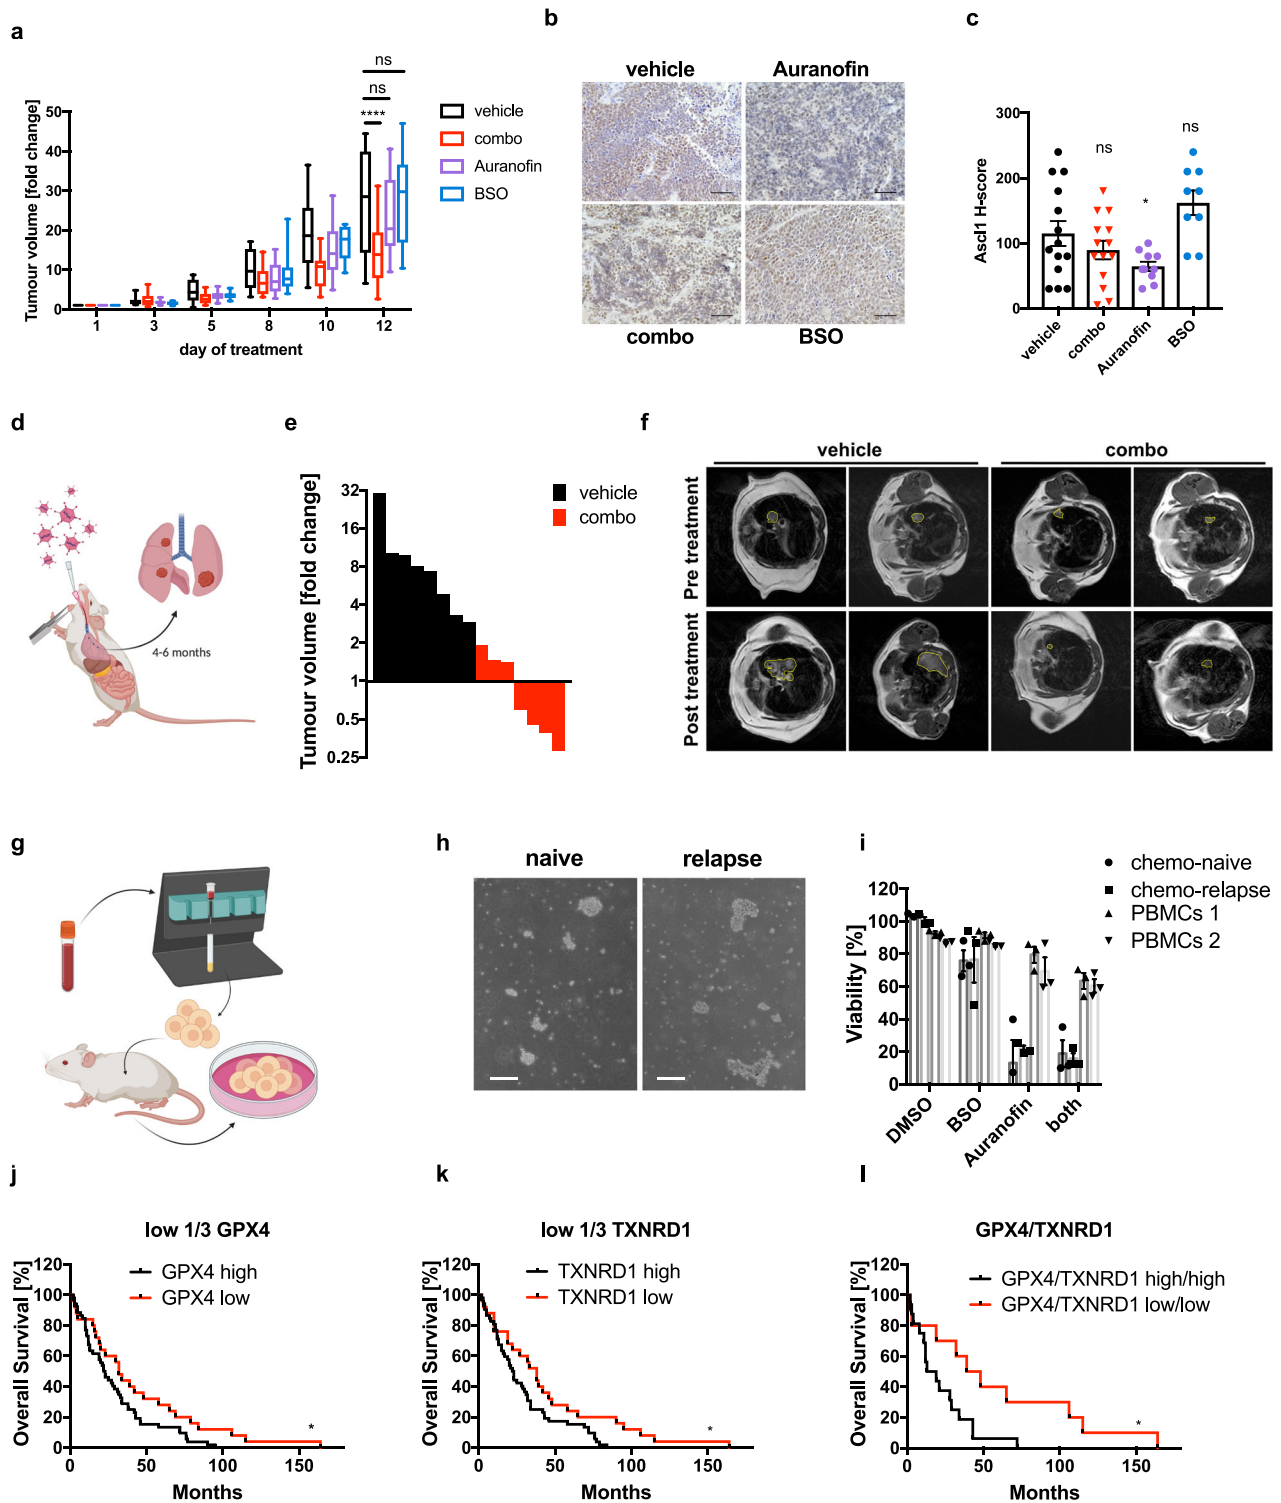 a
ns
ns
****
Tumour volume [fold change]
50
40
30
20
10
0
1 3 5 8 10 12
day of treatment
vehicle
combo
Auranofin
BSO
b
vehicle Auranofin
combo BSO
c
Ascl1 H-score
300
200
100
0
ns
*
ns
vehicle
combo
Auranofin
BSO
d
4-6 months
e
Tumour volume [fold change]
32
16
8
4
2
1
0.5
0.25
vehicle
combo
f
vehicle combo
Pre treatment
Post treatment
g
h
naive relapse
i
chemo-naive
chemo-relapse
PBMCs 1
PBMCs 2
Viability [%]
120
100
80
60
40
20
0
DMSO
BSO
Auranofin
both
j
low 1/3 GPX4
Overall Survival [%]
120
100
80
60
40
20
0
GPX4 high
GPX4 low
*
0 50 100 150
Months
k
low 1/3 TXNRD1
Overall Survival [%]
120
100
80
60
40
20
0
TXNRD1 high
TXNRD1 low
*
0 50 100 150
Months
l
GPX4/TXNRD1
Overall Survival [%]
120
100
80
60
40
20
0
GPX4/TXNRD1 high/high
GPX4/TXNRD1 low/low
*
0 50 100 150
Months